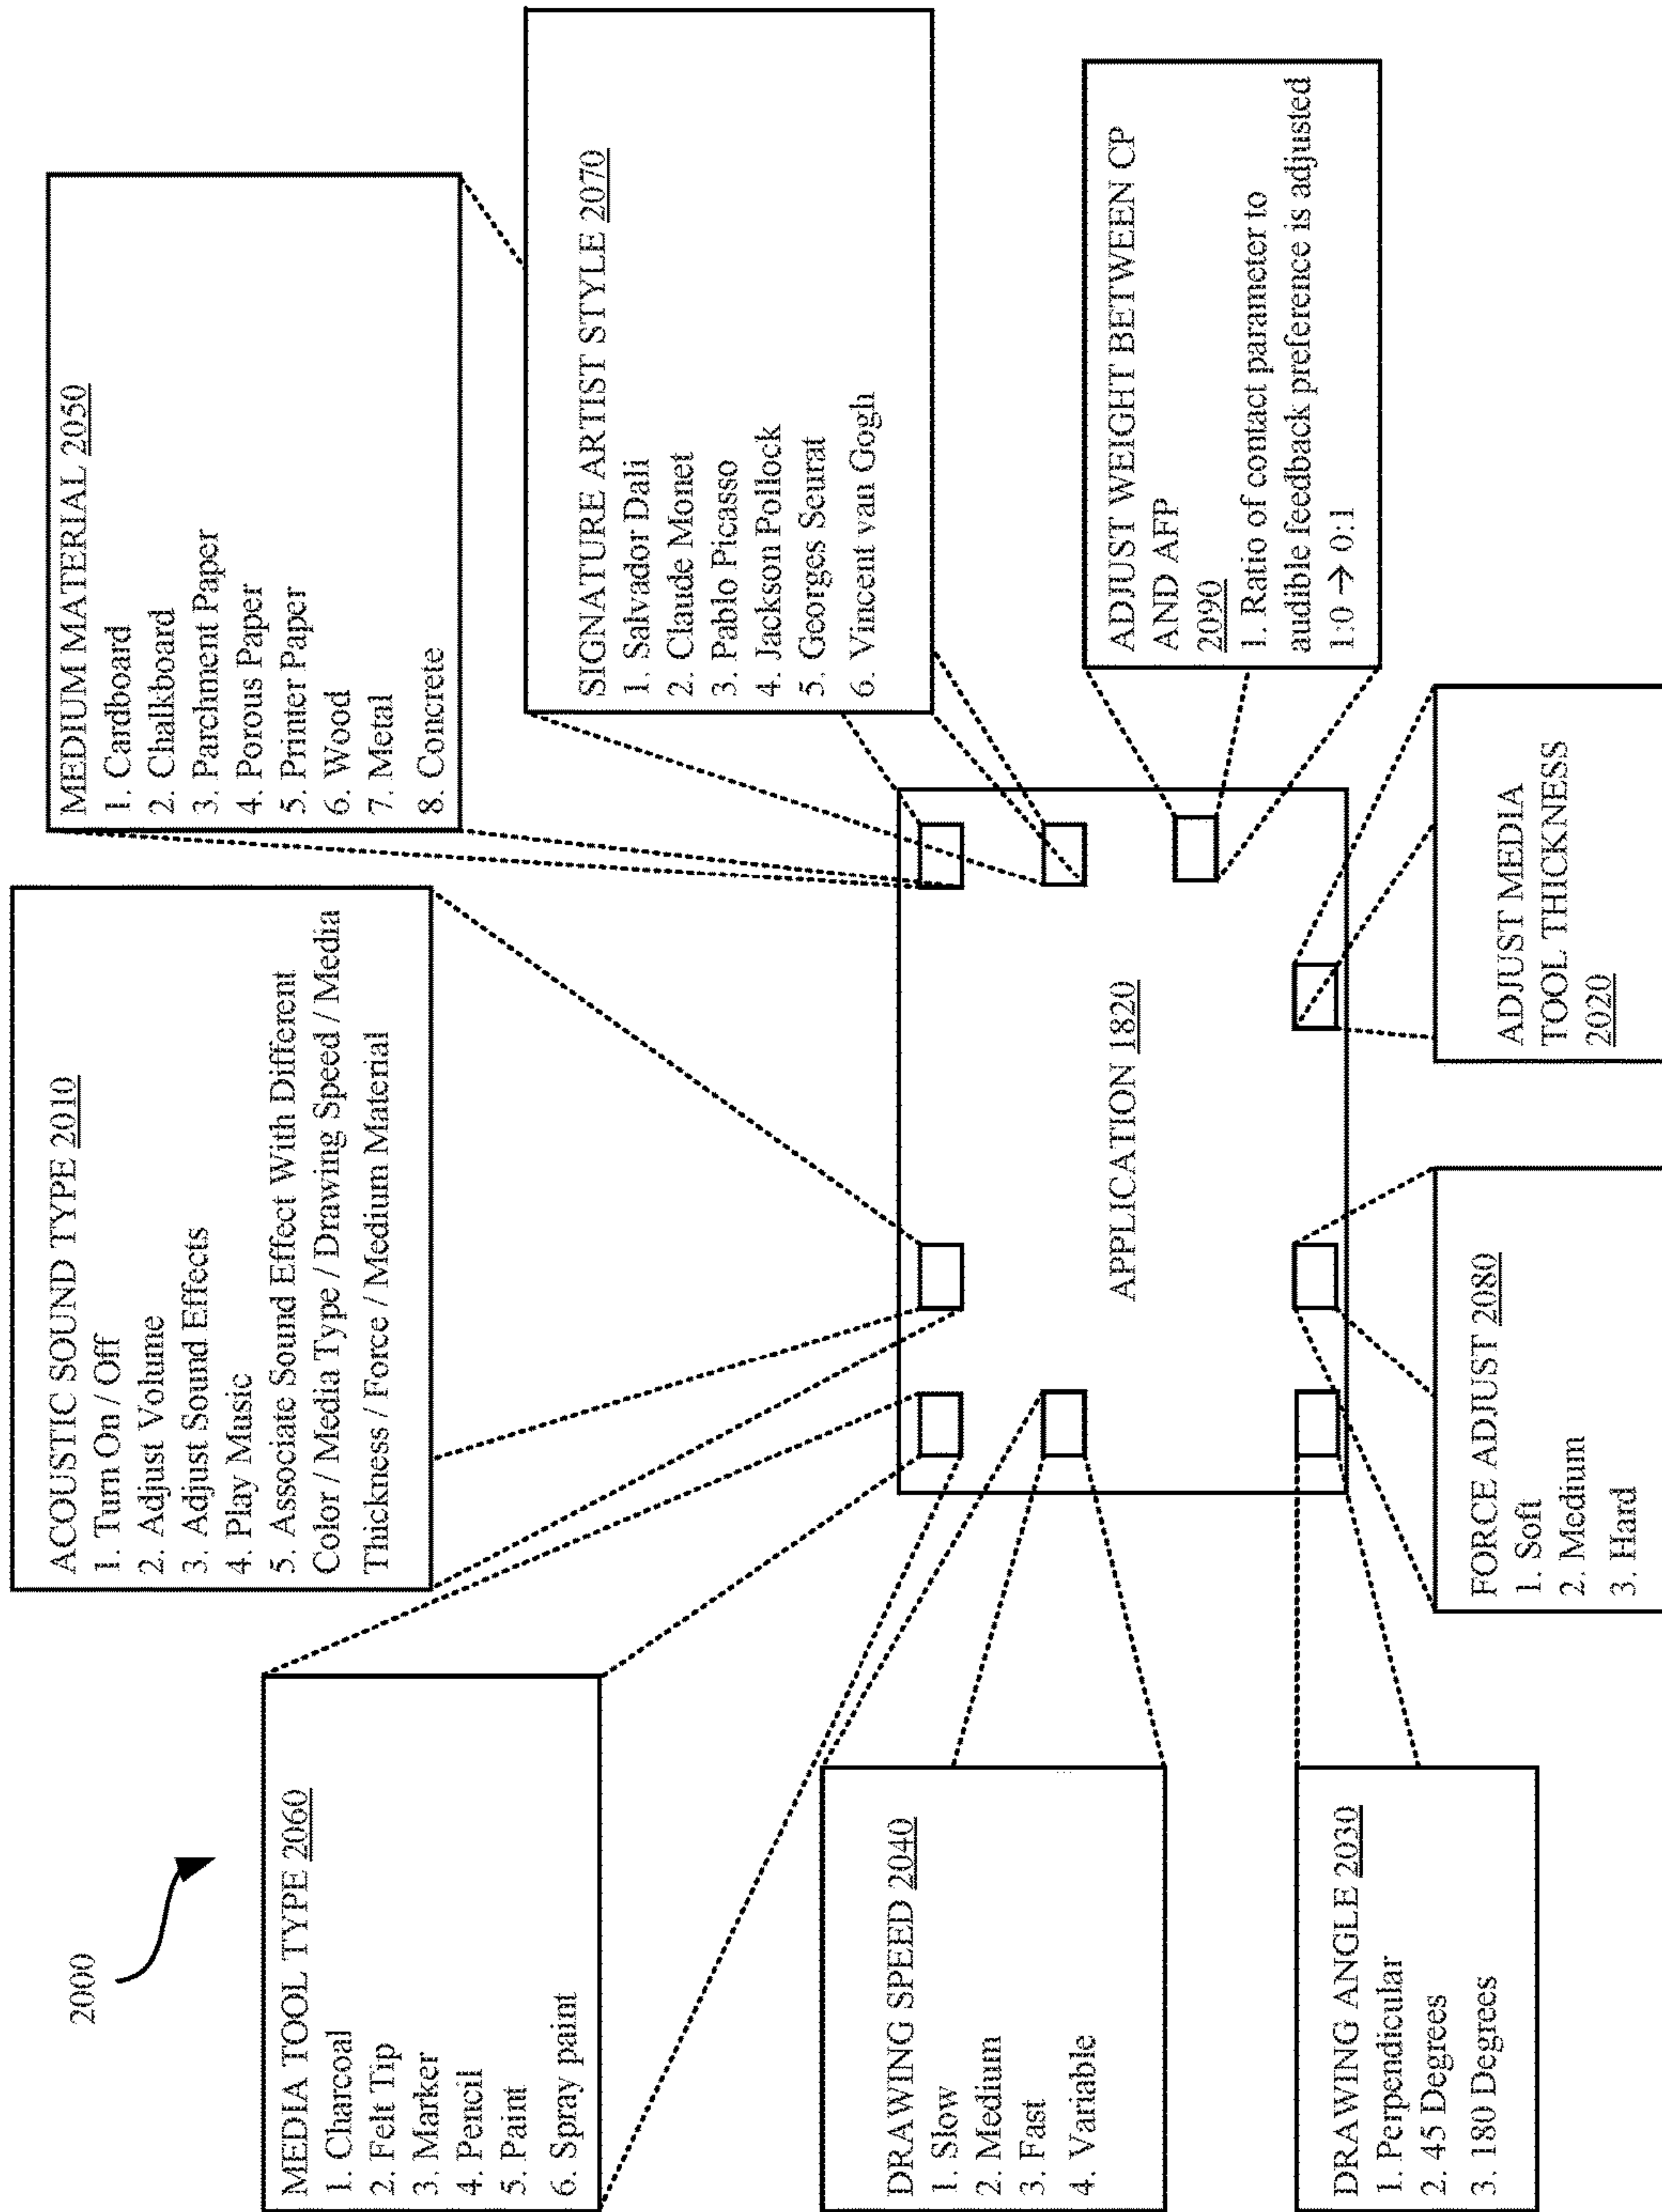 2000
MEDIA TOOL TYPE 2060
1. Charcoal
2. Felt Tip
3. Marker
4. Pencil
5. Paint
6. Spray paint
ACOUSTIC SOUND TYPE 2010
1. Turn On / Off
2. Adjust Volume
3. Adjust Sound Effects
4. Play Music
5. Associate Sound Effect With Different
Color / Media Type / Drawing Speed / Media
Thickness / Force / Medium Material
MEDIUM MATERIAL 2050
1. Cardboard
2. Chalkboard
3. Parchment Paper
4. Porous Paper
5. Printer Paper
6. Wood
7. Metal
8. Concrete
SIGNATURE ARTIST STYLE 2070
1. Salvador Dali
2. Claude Monet
3. Pablo Picasso
4. Jackson Pollock
5. Georges Seurat
6. Vincent van Gogh
DRAWING SPEED 2040
1. Slow
2. Medium
3. Fast
4. Variable
APPLICATION 1820
ADJUST WEIGHT BETWEEN CP
AND AFP
2090
1. Ratio of contact parameter to
audible feedback preference is adjusted
1:0 → 0:1
DRAWING ANGLE 2030
1. Perpendicular
2. 45 Degrees
3. 180 Degrees
FORCE ADJUST 2080
1. Soft
2. Medium
3. Hard
ADJUST MEDIA
TOOL THICKNESS
2020